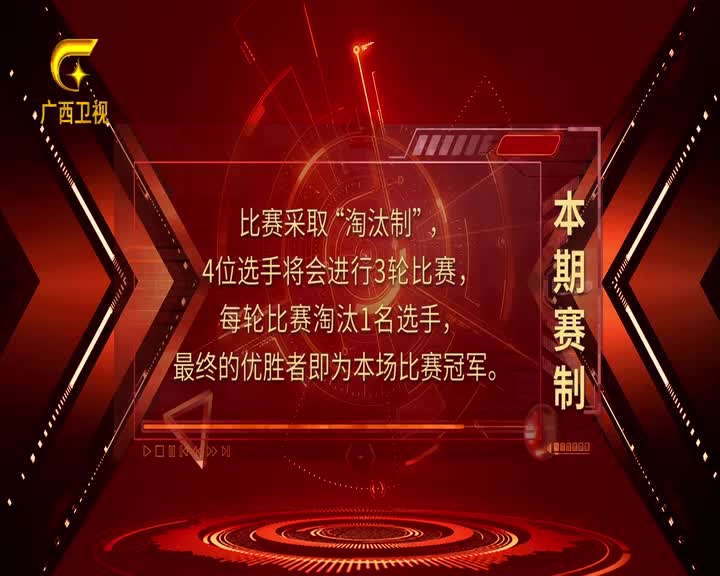 广西卫视
比赛采取“淘汰制”，
4位选手将会进行3轮比赛，
每轮比赛淘汰1名选手，
最终的优胜者即为本场比赛冠军。
本期赛制